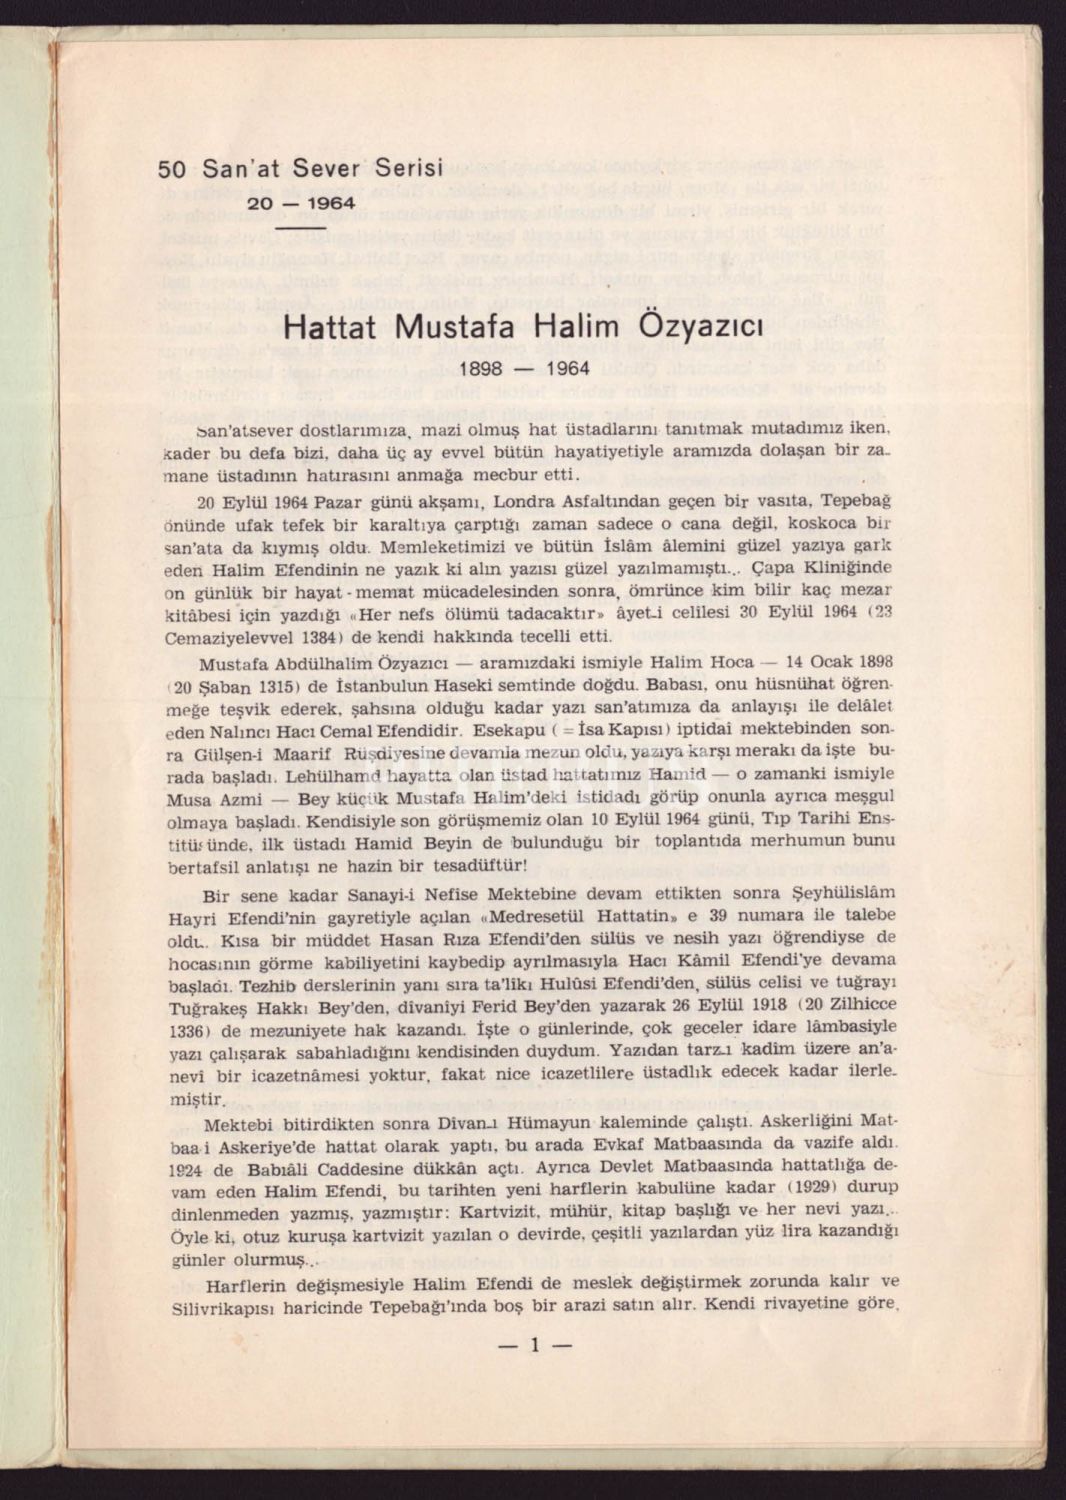 50 San'at Sever Serisi
20 — 1964
Hattat Mustafa Halim Özyazıcı
1898 — 1964
San'atsever dostlarımıza, mazi olmuş hat üstadlarını tanıtmak mutadımız iken,
kader bu defa bizi, daha üç ay evvel bütün hayatiyetiyle aramızda dolaşan bir za-
mane üstadının hatırasını anmağa mecbur etti.
20 Eylül 1964 Pazar günü akşamı, Londra Asfaltından geçen bir vasıta, Tepebağ
önünde ufak tefek bir karaltıya çarptığı zaman sadece o cana değil, koskoca bir
san'ata da kıymış oldu. Memleketimizi ve bütün İslâm âlemini güzel yazıya gark
eden Halim Efendinin ne yazık ki alın yazısı güzel yazılmamıştı... Çapa Kliniğinde
on günlük bir hayat - memat mücadelesinden sonra, ömrünce kim bilir kaç mezar
kitâbesi için yazdığı «Her nefs ölümü tadacaktır» âyet-i celîlesi 30 Eylül 1964 (23
Cemaziyelevvel 1384) de kendi hakkında tecelli etti.
Mustafa Abdülhalim Özyazıcı — aramızdaki ismiyle Halim Hoca — 14 Ocak 1898
(20 Şaban 1315) de İstanbulun Haseki semtinde doğdu. Babası, onu hüsnühat öğren-
meğe teşvik ederek, şahsına olduğu kadar yazı san'atımıza da anlayışı ile delâlet
eden Nalıncı Hacı Cemal Efendidir. Esekapu ( = İsa Kapısı) iptidaî mektebinden son-
ra Gülşen-i Maarif Rüşdiyesine devamla mezun oldu, yazıya karşı merakı da işte bu-
rada başladı. Lehülhamd hayatta olan üstad hattatımız Hamid — o zamanki ismiyle
Musa Azmi — Bey küçük Mustafa Halim'deki istidadı görüp onunla ayrıca meşgul
olmaya başladı. Kendisiyle son görüşmemiz olan 10 Eylül 1964 günü, Tıp Tarihi Ens-
titüsünde, ilk üstadı Hamid Beyin de bulunduğu bir toplantıda merhumun bunu
bertafsil anlatışı ne hazin bir tesadüftür!
Bir sene kadar Sanayi-i Nefise Mektebine devam ettikten sonra Şeyhülislâm
Hayri Efendi'nin gayretiyle açılan «Medresetül Hattatin» e 39 numara ile talebe
oldu. Kısa bir müddet Hasan Rıza Efendi'den sülüs ve nesih yazı öğrendiyse de
hocasının görme kabiliyetini kaybedip ayrılmasıyla Hacı Kâmil Efendi'ye devama
başladı. Tezhib derslerinin yanı sıra ta'likı Hulûsi Efendi'den, sülüs celîsi ve tuğrayı
Tuğrakeş Hakkı Bey'den, dîvanîyi Ferid Bey'den yazarak 26 Eylül 1918 (20 Zilhicce
1336) de mezuniyete hak kazandı. İşte o günlerinde, çok geceler idare lâmbasiyle
yazı çalışarak sabahladığını kendisinden duydum. Yazıdan tarz-ı kadîm üzere an'a-
nevî bir icazetnâmesi yoktur, fakat nice icazetlilere üstadlık edecek kadar ilerle-
miştir.
Mektebi bitirdikten sonra Dîvan-ı Hümayun kaleminde çalıştı. Askerliğini Mat-
baa-i Askeriye'de hattat olarak yaptı, bu arada Evkaf Matbaasında da vazife aldı.
1924 de Babıâli Caddesine dükkân açtı. Ayrıca Devlet Matbaasında hattatlığa de-
vam eden Halim Efendi, bu tarihten yeni harflerin kabulüne kadar (1929) durup
dinlenmeden yazmış, yazmıştır: Kartvizit, mühür, kitap başlığı ve her nevi yazı...
Öyle ki, otuz kuruşa kartvizit yazılan o devirde, çeşitli yazılardan yüz lira kazandığı
günler olurmuş...
Harflerin değişmesiyle Halim Efendi de meslek değiştirmek zorunda kalır ve
Silivrikapısı haricinde Tepebağı'ında boş bir arazi satın alır. Kendi rivayetine göre,
— 1 —